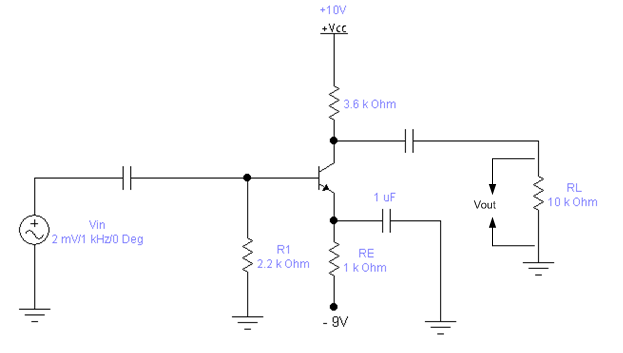 +10V
+Vcc
3.6 k Ohm
1 uF
Vin
2 mV/1 kHz/0 Deg
R1
2.2 k Ohm
RE
1 k Ohm
Vout
RL
10 k Ohm
- 9V